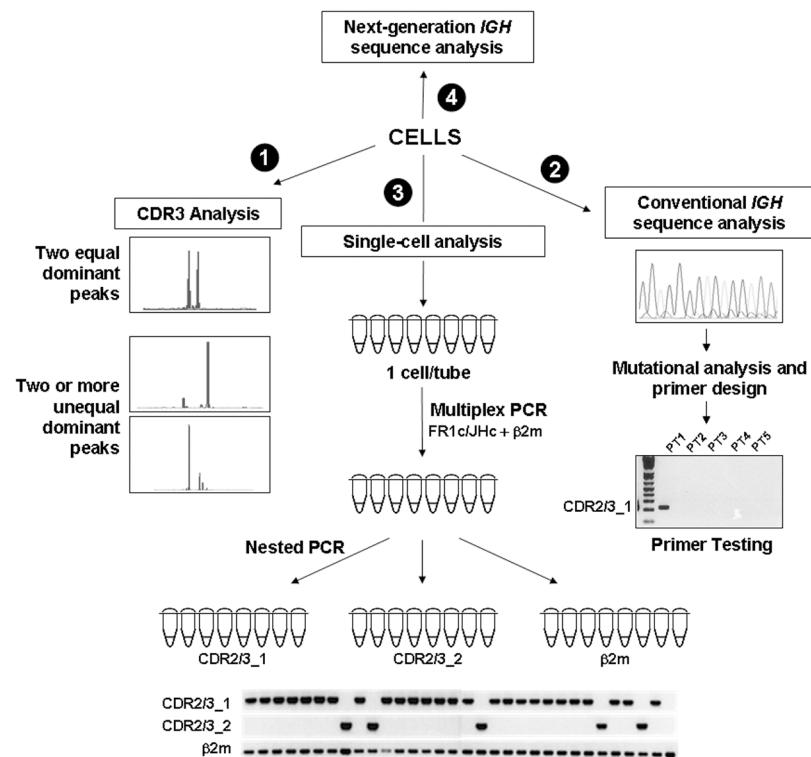 Next-generation IGH
sequence analysis
4
CELLS
1
2
3
CDR3 Analysis
Conventional IGH
sequence analysis
Single-cell analysis
Two equal
dominant
peaks
1 cell/tube
Mutational analysis and
primer design
Two or more
unequal
dominant
peaks
Multiplex PCR
FR1c/JHc + β2m
PT1 PT2 PT3 PT4 PT5
CDR2/3_1
Primer Testing
Nested PCR
CDR2/3_1
CDR2/3_2
β2m
CDR2/3_1
CDR2/3_2
β2m